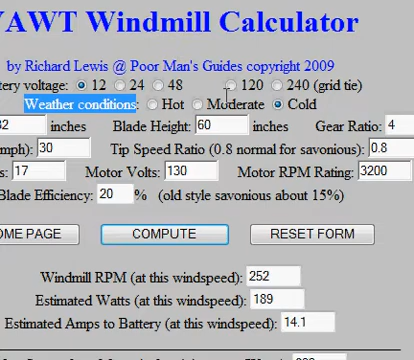 VAWT Windmill Calculator
by Richard Lewis @ Poor Man's Guides copyright 2009
tery voltage: 12 24 48 120 240 (grid tie)
Weather conditions: Hot Moderate Cold
32 inches Blade Height: 60 inches Gear Ratio: 4
mph): 30 Tip Speed Ratio (0.8 normal for savonious): 0.8
s: 17 Motor Volts: 130 Motor RPM Rating: 3200
Blade Efficiency: 20 % (old style savonious about 15%)
OME PAGE COMPUTE RESET FORM
Windmill RPM (at this windspeed): 252
Estimated Watts (at this windspeed): 189
Estimated Amps to Battery (at this windspeed): 14.1